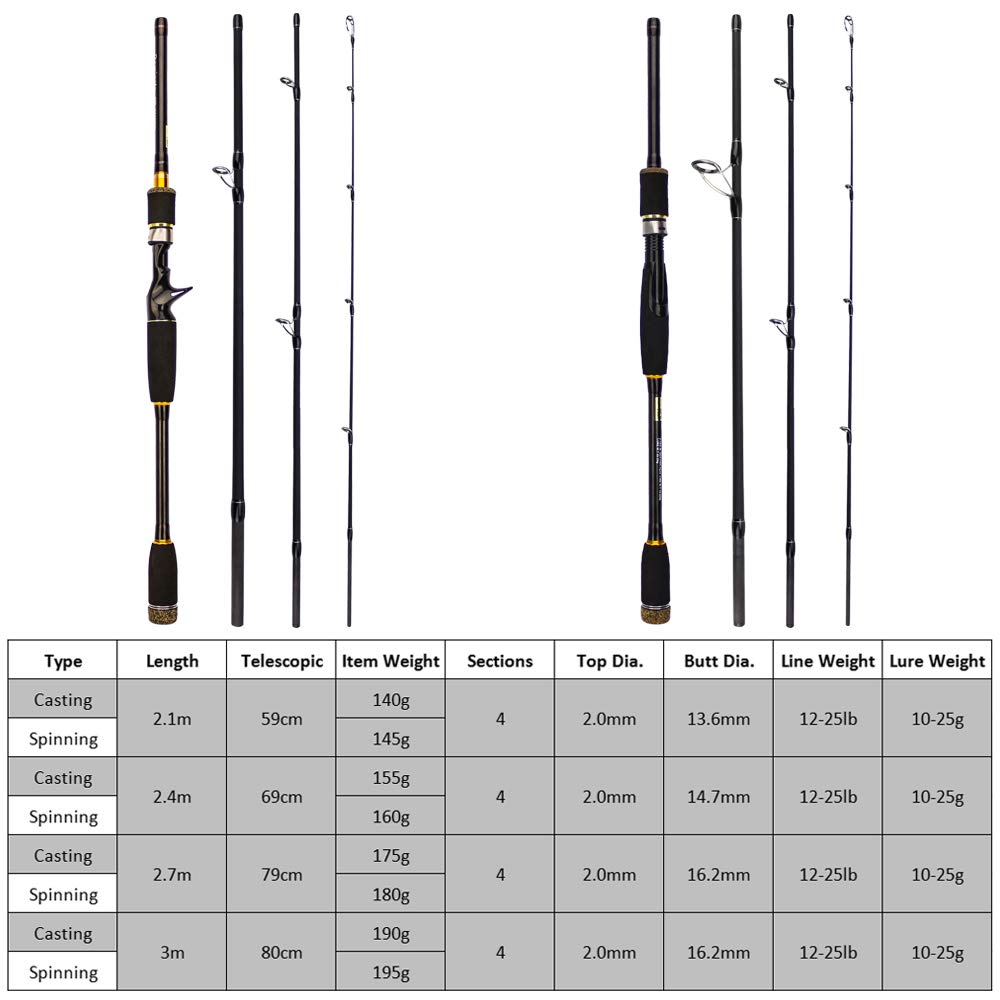 Type Length Telescopic Item Weight Sections Top Dia. Butt Dia. Line Weight Lure Weight
Casting 2.1m 59cm 140g 4 2.0mm 13.6mm 12-25lb 10-25g
Spinning 145g
Casting 2.4m 69cm 155g 4 2.0mm 14.7mm 12-25lb 10-25g
Spinning 160g
Casting 2.7m 79cm 175g 4 2.0mm 16.2mm 12-25lb 10-25g
Spinning 180g
Casting 3m 80cm 190g 4 2.0mm 16.2mm 12-25lb 10-25g
Spinning 195g